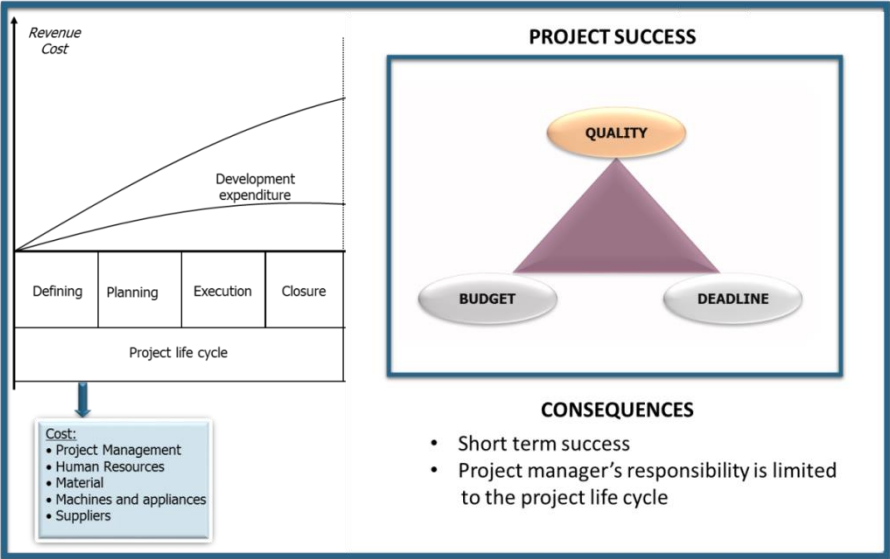 Revenue
Cost
Development
expenditure
Defining
Planning
Execution
Closure
Project life cycle
Cost:
• Project Management
• Human Resources
• Material
• Machines and appliances
• Suppliers
PROJECT SUCCESS
QUALITY
BUDGET
DEADLINE
CONSEQUENCES
• Short term success
• Project manager’s responsibility is limited
to the project life cycle